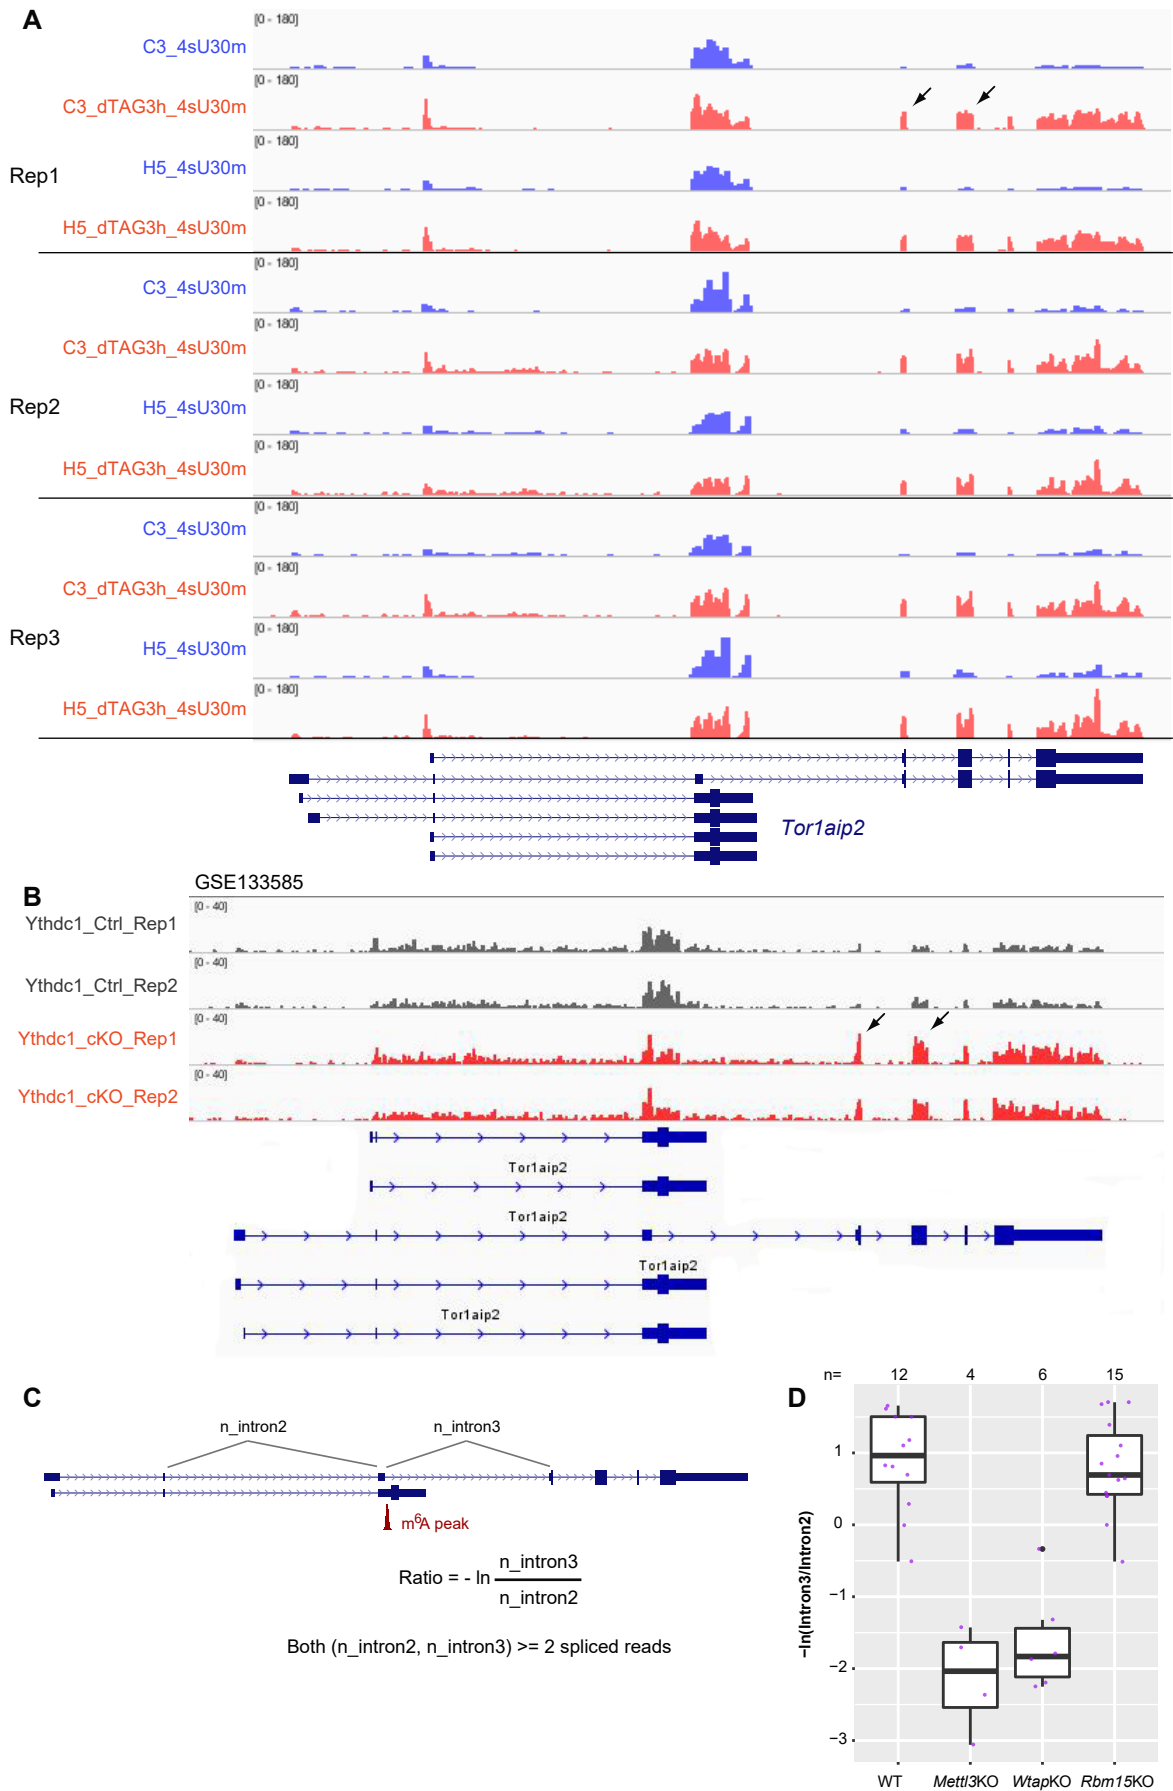 A
[0 - 180]
C3_4sU30m
[0 - 180]
C3_dTAG3h_4sU30m
[0 - 180]
Rep1
H5_4sU30m
[0 - 180]
H5_dTAG3h_4sU30m
[0 - 180]
C3_4sU30m
[0 - 180]
C3_dTAG3h_4sU30m
[0 - 180]
Rep2
H5_4sU30m
[0 - 180]
H5_dTAG3h_4sU30m
[0 - 180]
C3_4sU30m
[0 - 180]
C3_dTAG3h_4sU30m
[0 - 180]
Rep3
H5_4sU30m
[0 - 180]
H5_dTAG3h_4sU30m
Tor1aip2
B
GSE133585
[0 - 40]
Ythdc1_Ctrl_Rep1
[0 - 40]
Ythdc1_Ctrl_Rep2
[0 - 40]
Ythdc1_cKO_Rep1
[0 - 40]
Ythdc1_cKO_Rep2
Tor1aip2
Tor1aip2
Tor1aip2
Tor1aip2
C
n_intron2
n_intron3
m⁶A peak
Ratio = - ln n_intron3
n_intron2
Both (n_intron2, n_intron3) >= 2 spliced reads
D
n= 12 4 6 15
−ln(Intron3/Intron2)
1
0
−1
−2
−3
WT Mettl3KO WtapKO Rbm15KO